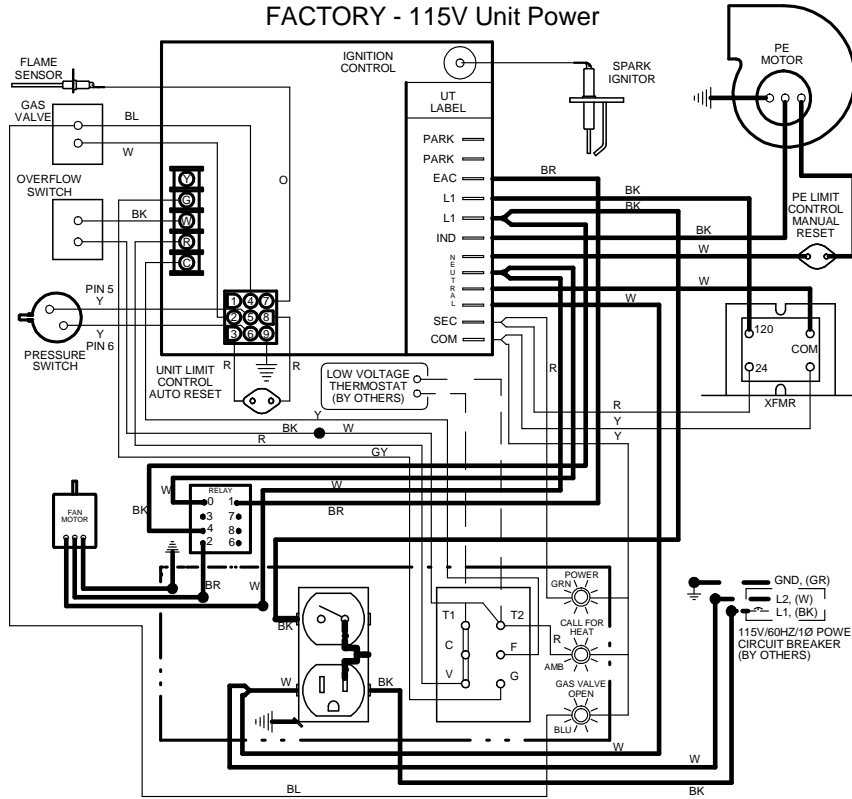 FACTORY - 115V Unit Power
FLAME
SENSOR
GAS
VALVE
BL
W
OVERFLOW
SWITCH
BK
PIN 5
Y
Y
PIN 6
PRESSURE
SWITCH
Y
G
W
R
C
O
1 4 7
2 5 8
3 6 9
R
R
UNIT LIMIT
CONTROL
AUTO RESET
IGNITION
CONTROL
UT
LABEL
PARK
PARK
EAC
L1
L1
IND
NEUTRAL
SEC
COM
SPARK
IGNITOR
PE
MOTOR
BR
BK
BK
BK
W
W
W
PE LIMIT
CONTROL
MANUAL
RESET
120
COM
24
XFMR
R
R
Y
Y
LOW VOLTAGE
THERMOSTAT
(BY OTHERS)
Y
BK
W
R
GY
W
W
BK
BR
RELAY
0 1
3 7
4 8
2 6
FAN
MOTOR
BR
W
BK
W
BK
T1
T2
C
F
V
G
R
POWER
GRN
CALL FOR
HEAT
AMB
GAS VALVE
OPEN
BLU
GND, (GR)
L2, (W)
L1, (BK)
115V/60HZ/1Ø POWE
CIRCUIT BREAKER
(BY OTHERS)
W
W
BL
BK